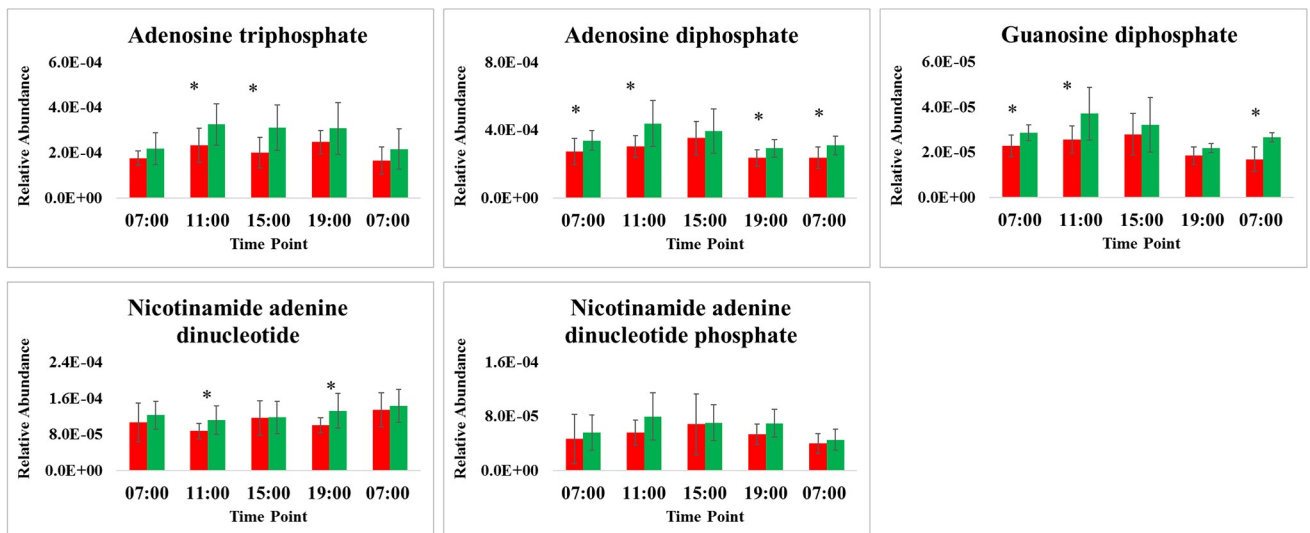 Adenosine triphosphate
Relative Abundance
6.0E-04
4.0E-04
2.0E-04
0.0E+00
*
*
07:00 11:00 15:00 19:00 07:00
Time Point
Adenosine diphosphate
Relative Abundance
8.0E-04
4.0E-04
0.0E+00
*
*
*
*
07:00 11:00 15:00 19:00 07:00
Time Point
Guanosine diphosphate
Relative Abundance
6.0E-05
4.0E-05
2.0E-05
0.0E+00
*
*
*
07:00 11:00 15:00 19:00 07:00
Time Point
Nicotinamide adenine
dinucleotide
Relative Abundance
2.4E-04
1.6E-04
8.0E-05
0.0E+00
*
*
07:00 11:00 15:00 19:00 07:00
Time Point
Nicotinamide adenine
dinucleotide phosphate
Relative Abundance
1.6E-04
8.0E-05
0.0E+00
07:00 11:00 15:00 19:00 07:00
Time Point